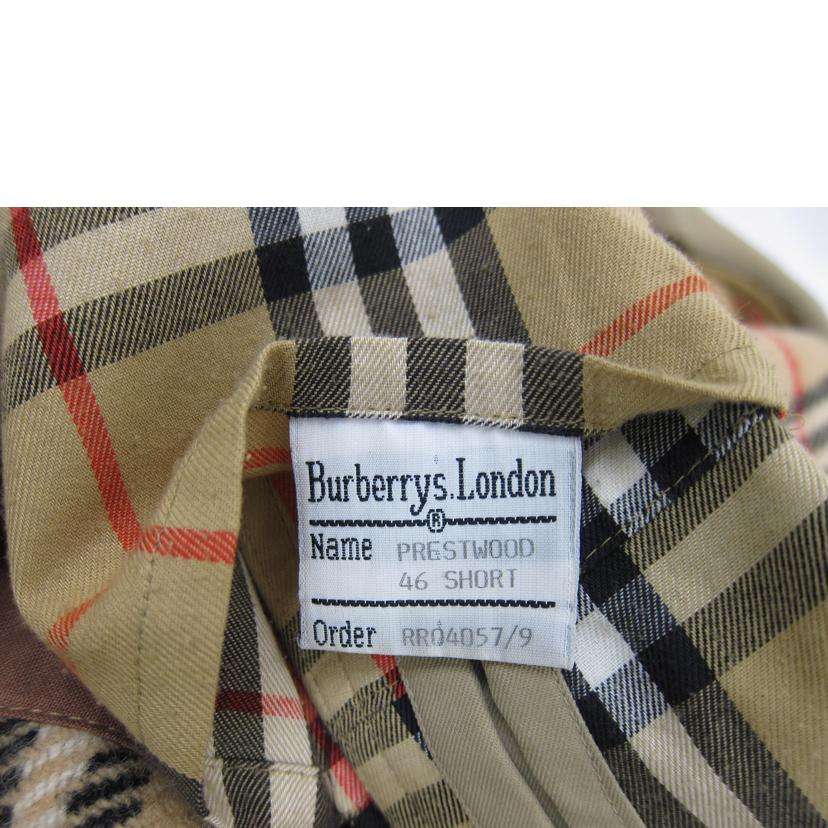 Burberrys.London
®
Name PRESTWOOD
46 SHORT
Order RR04057/9